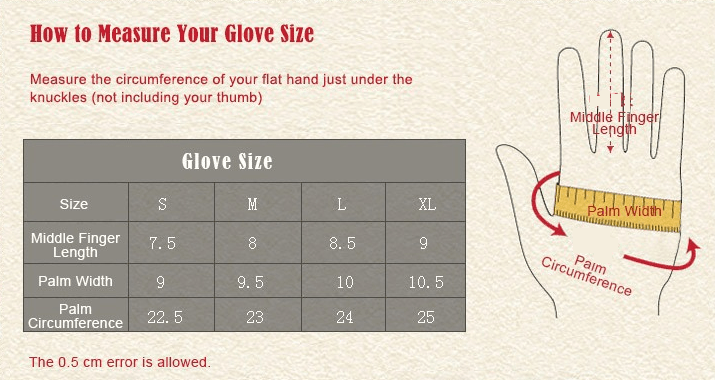 How to Measure Your Glove Size
Measure the circumference of your flat hand just under the
knuckles (not including your thumb)
Glove Size
Size S M L XL
Middle Finger
Length 7.5 8 8.5 9
Palm Width 9 9.5 10 10.5
Palm
Circumference 22.5 23 24 25
The 0.5 cm error is allowed.
Middle Finger
Length
Palm Width
Palm
Circumference